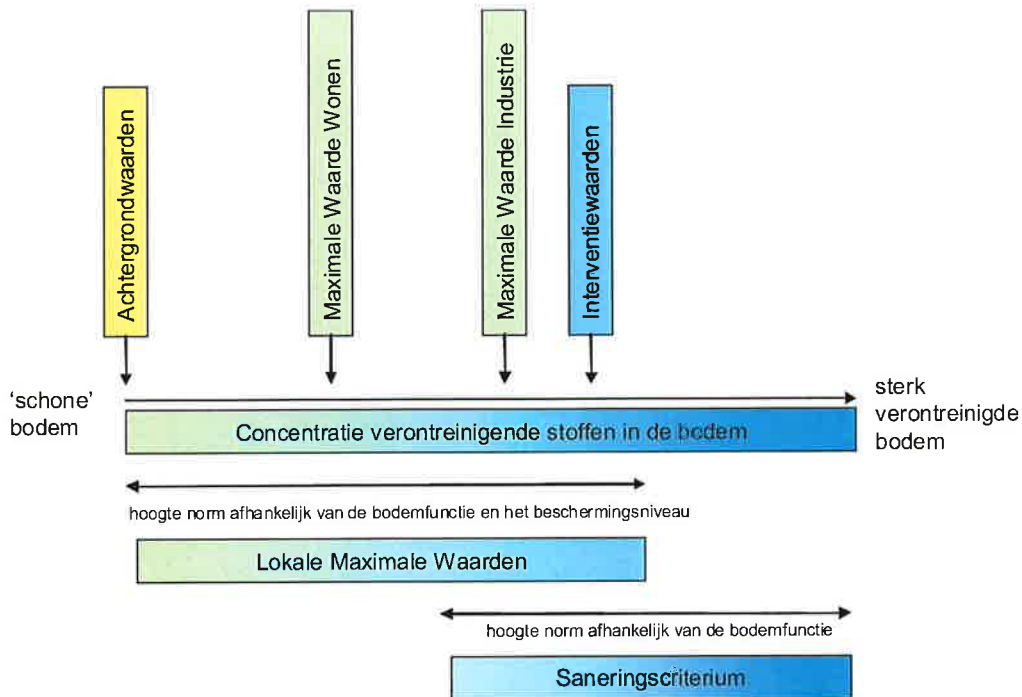 Achtergrondwaarden
Maximale Waarde Wonen
Maximale Waarde Industrie
Interventiewaarden
'schone'
bodem
sterk
verontreinigde
bodem
Concentratie verontreinigende stoffen in de bodem
hoogte norm afhankelijk van de bodemfunctie en het beschermingsniveau
Lokale Maximale Waarden
hoogte norm afhankelijk van de bodemfunctie
Saneringscriterium